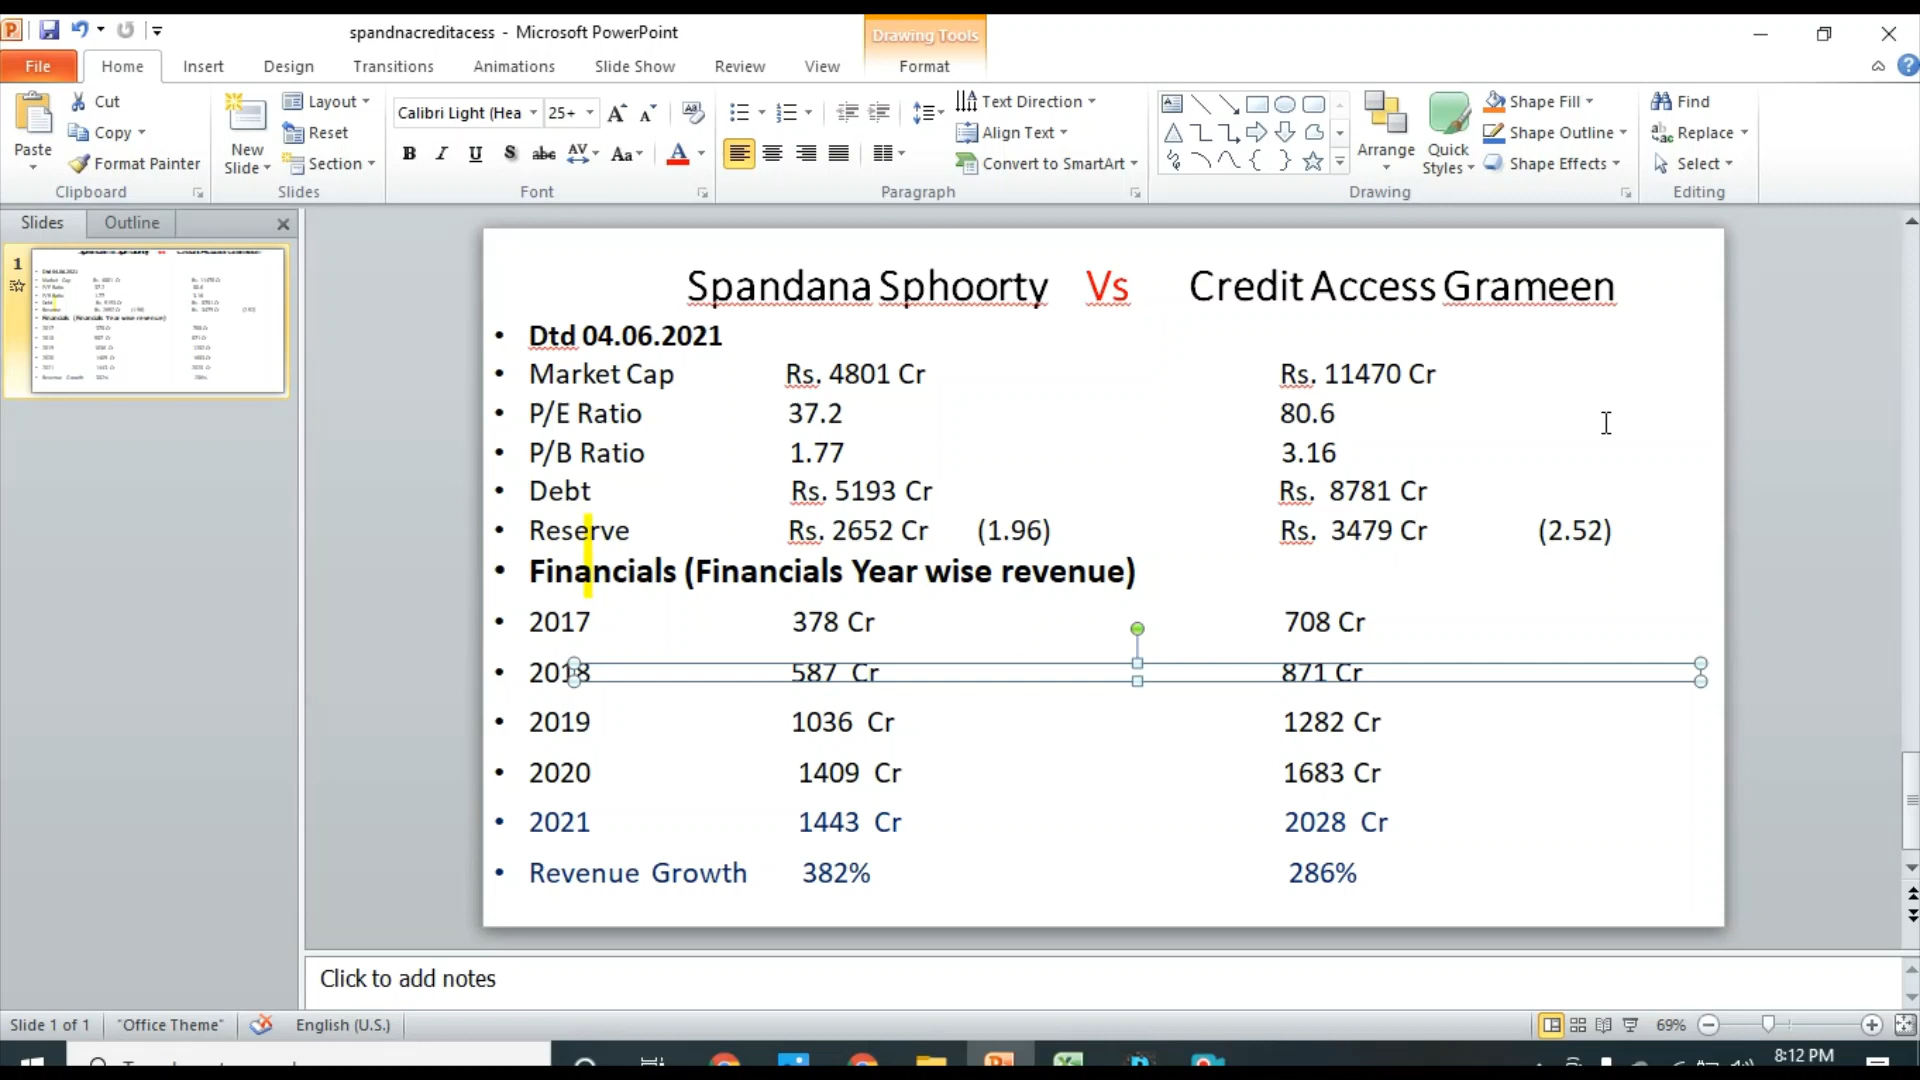 spandnacreditacess - Microsoft PowerPoint
Drawing Tools
File Home Insert Design Transitions Animations Slide Show Review View Format
Cut
Copy
Format Painter
Paste
Clipboard
New Slide
Layout
Reset
Section
Slides
Calibri Light (Hea 25+
Font
Text Direction
Align Text
Convert to SmartArt
Paragraph
Arrange
Quick Styles
Shape Fill
Shape Outline
Shape Effects
Drawing
Find
Replace
Select
Editing
Slides Outline
1
Spandana Sphoorty Vs Credit Access Grameen
• Dtd 04.06.2021
• Market Cap Rs. 4801 Cr Rs. 11470 Cr
• P/E Ratio 37.2 80.6
• P/B Ratio 1.77 3.16
• Debt Rs. 5193 Cr Rs. 8781 Cr
• Reserve Rs. 2652 Cr (1.96) Rs. 3479 Cr (2.52)
• Financials (Financials Year wise revenue)
• 2017 378 Cr 708 Cr
• 2018 587 Cr 871 Cr
• 2019 1036 Cr 1282 Cr
• 2020 1409 Cr 1683 Cr
• 2021 1443 Cr 2028 Cr
• Revenue Growth 382% 286%
Click to add notes
Slide 1 of 1 "Office Theme" English (U.S.) 69%
8:12 PM